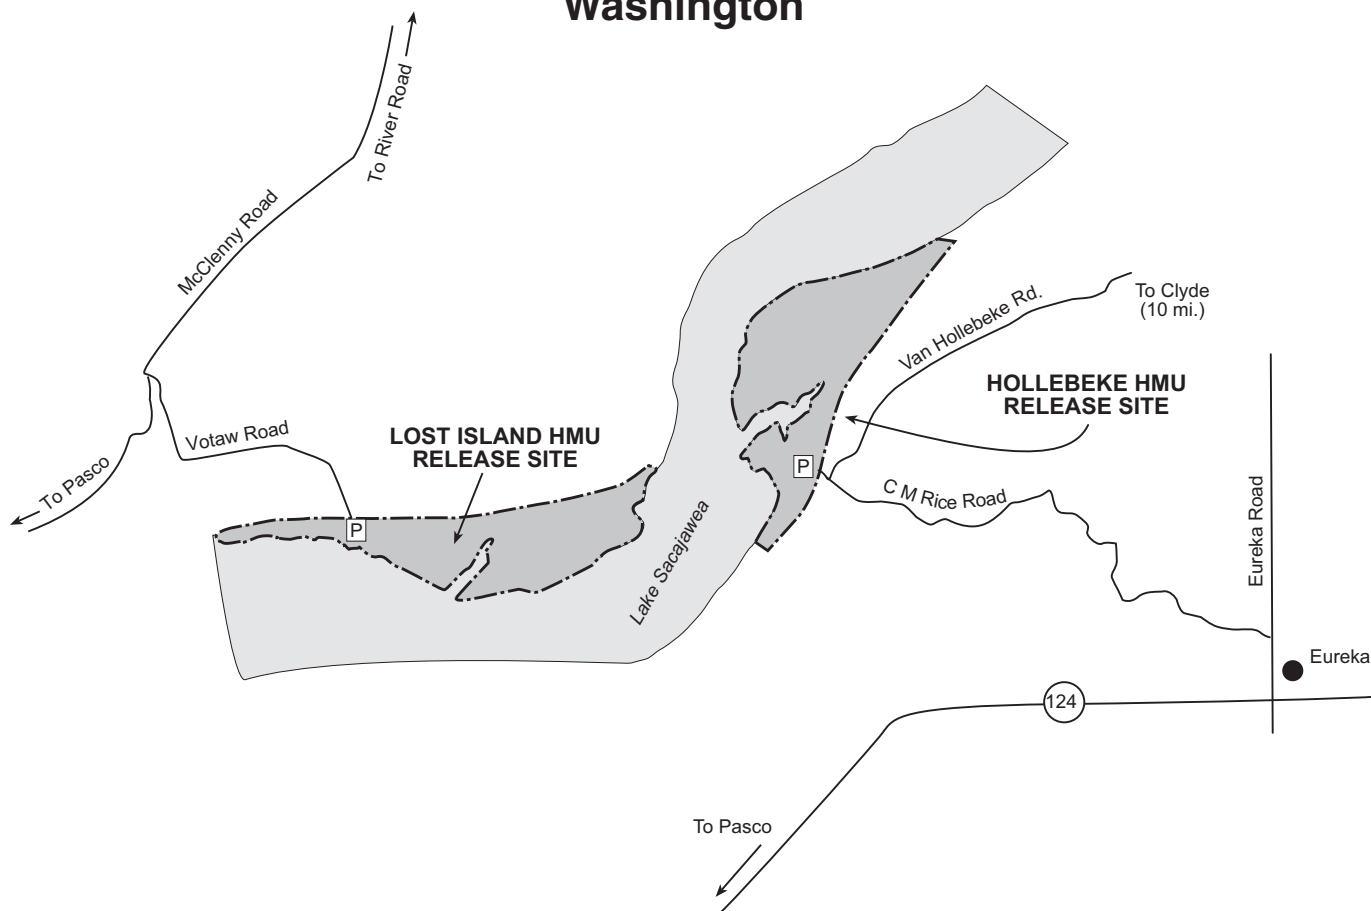 Washington
To River Road
McClenny Road
To Clyde
(10 mi.)
Van Hollebeke Rd.
HOLLEBEKE HMU
RELEASE SITE
Votaw Road
LOST ISLAND HMU
RELEASE SITE
To Pasco
P
P
C M Rice Road
Eureka Road
Lake Sacajawea
Eureka
124
To Pasco